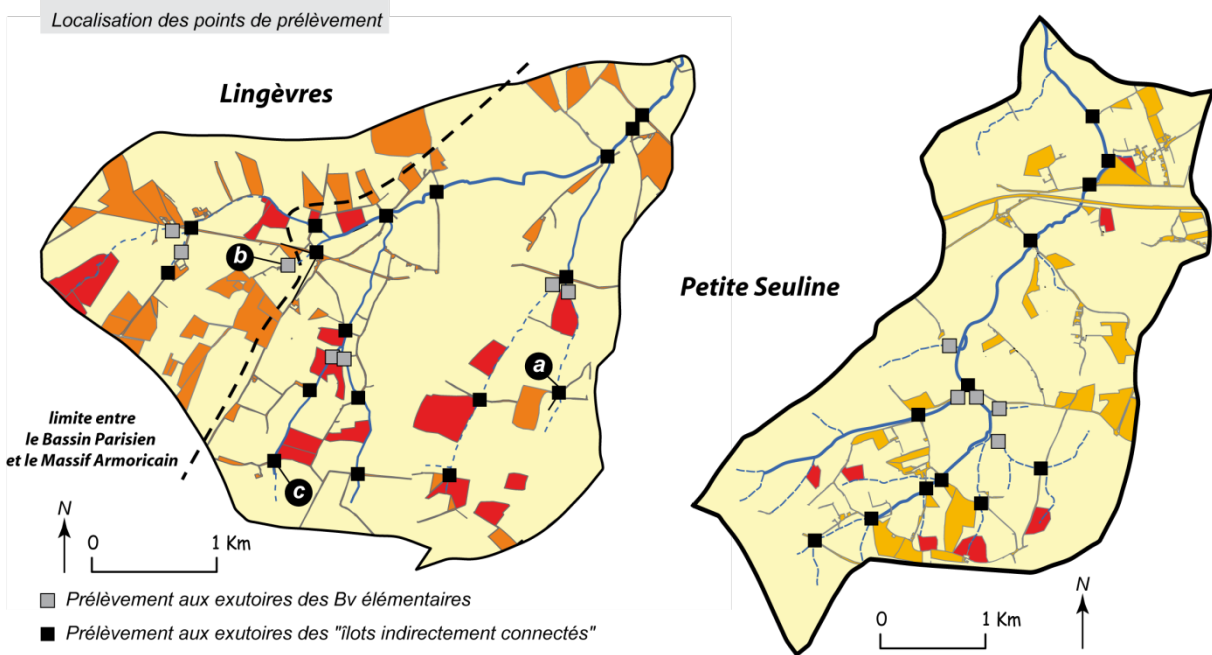 Localisation des points de prélèvement
Lingèvres
b
Petite Seuline
a
limite entre
le Bassin Parisien
et le Massif Armoricain
c
N
0 1 Km
N
0 1 Km
Prélèvement aux exutoires des Bv élémentaires
Prélèvement aux exutoires des "îlots indirectement connectés"